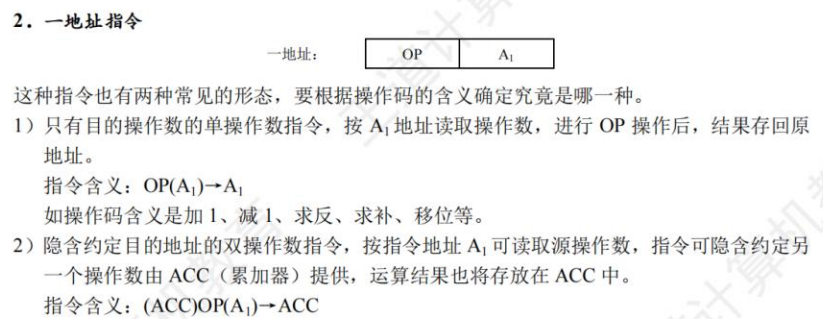 2．一地址指令
一地址： OP A₁
这种指令也有两种常见的形态，要根据操作码的含义确定究竟是哪一种。
1）只有目的操作数的单操作数指令，按 A₁ 地址读取操作数，进行 OP 操作后，结果存回原
地址。
指令含义：OP(A₁)→A₁
如操作码含义是加 1、减 1、求反、求补、移位等。
2）隐含约定目的地址的双操作数指令，按指令地址 A₁ 可读取源操作数，指令可隐含约定另
一个操作数由 ACC（累加器）提供，运算结果也将存放在 ACC 中。
指令含义：(ACC)OP(A₁)→ACC